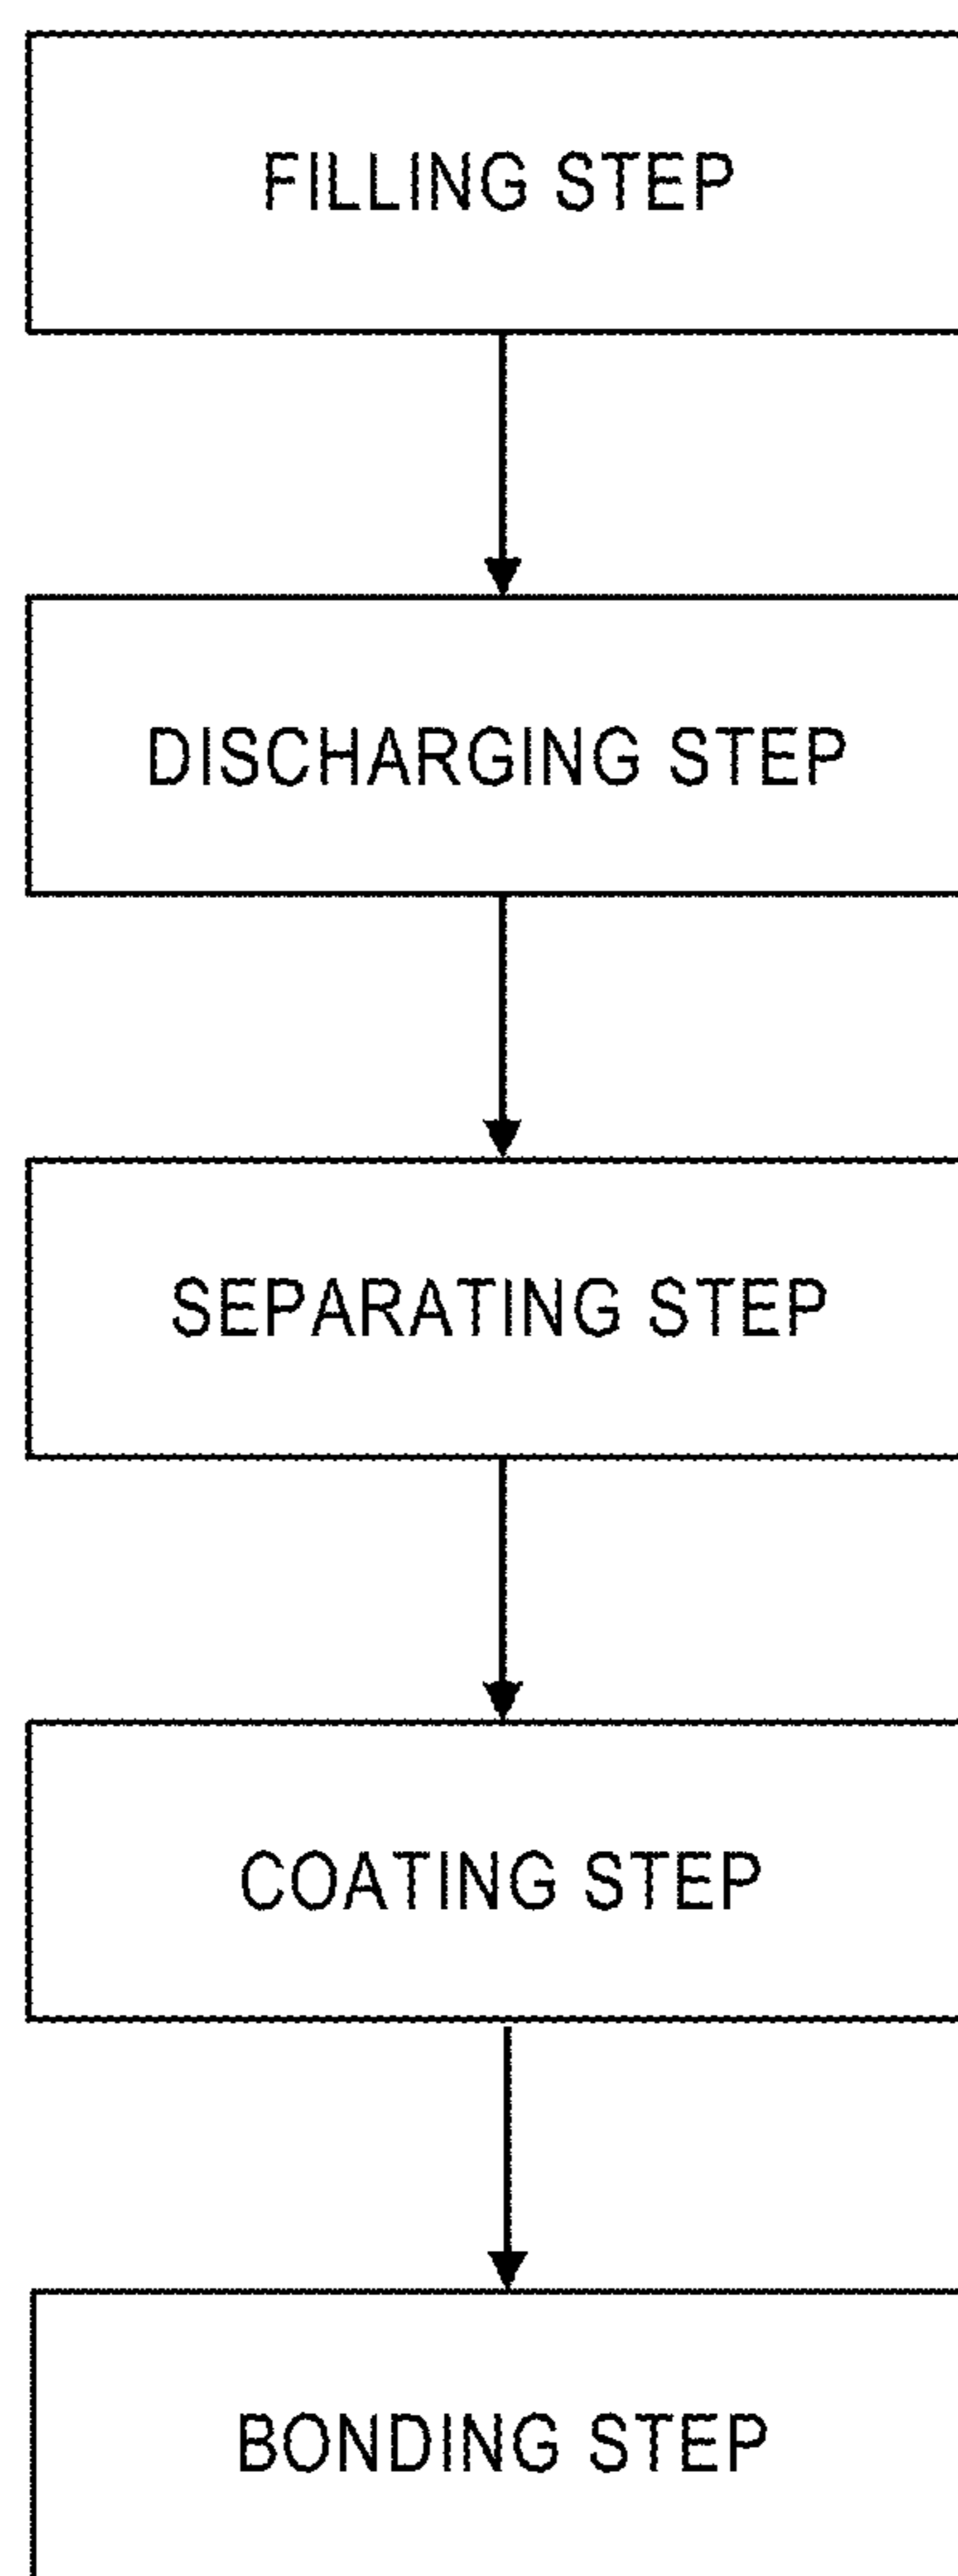 FILLING STEP
DISCHARGING STEP
SEPARATING STEP
COATING STEP
BONDING STEP